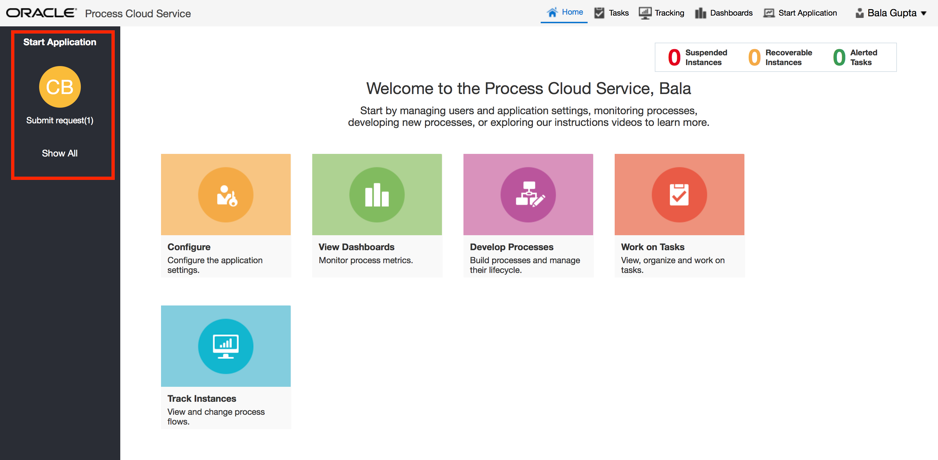 ORACLE® Process Cloud Service
Home Tasks Tracking Dashboards Start Application Bala Gupta
Start Application
CB
Submit request(1)
Show All
0 Suspended Instances
0 Recoverable Instances
0 Alerted Tasks
Welcome to the Process Cloud Service, Bala
Start by managing users and application settings, monitoring processes,
developing new processes, or exploring our instructions videos to learn more.
Configure
Configure the application
settings.
View Dashboards
Monitor process metrics.
Develop Processes
Build processes and manage
their lifecycle.
Work on Tasks
View, organize and work on
tasks.
Track Instances
View and change process
flows.